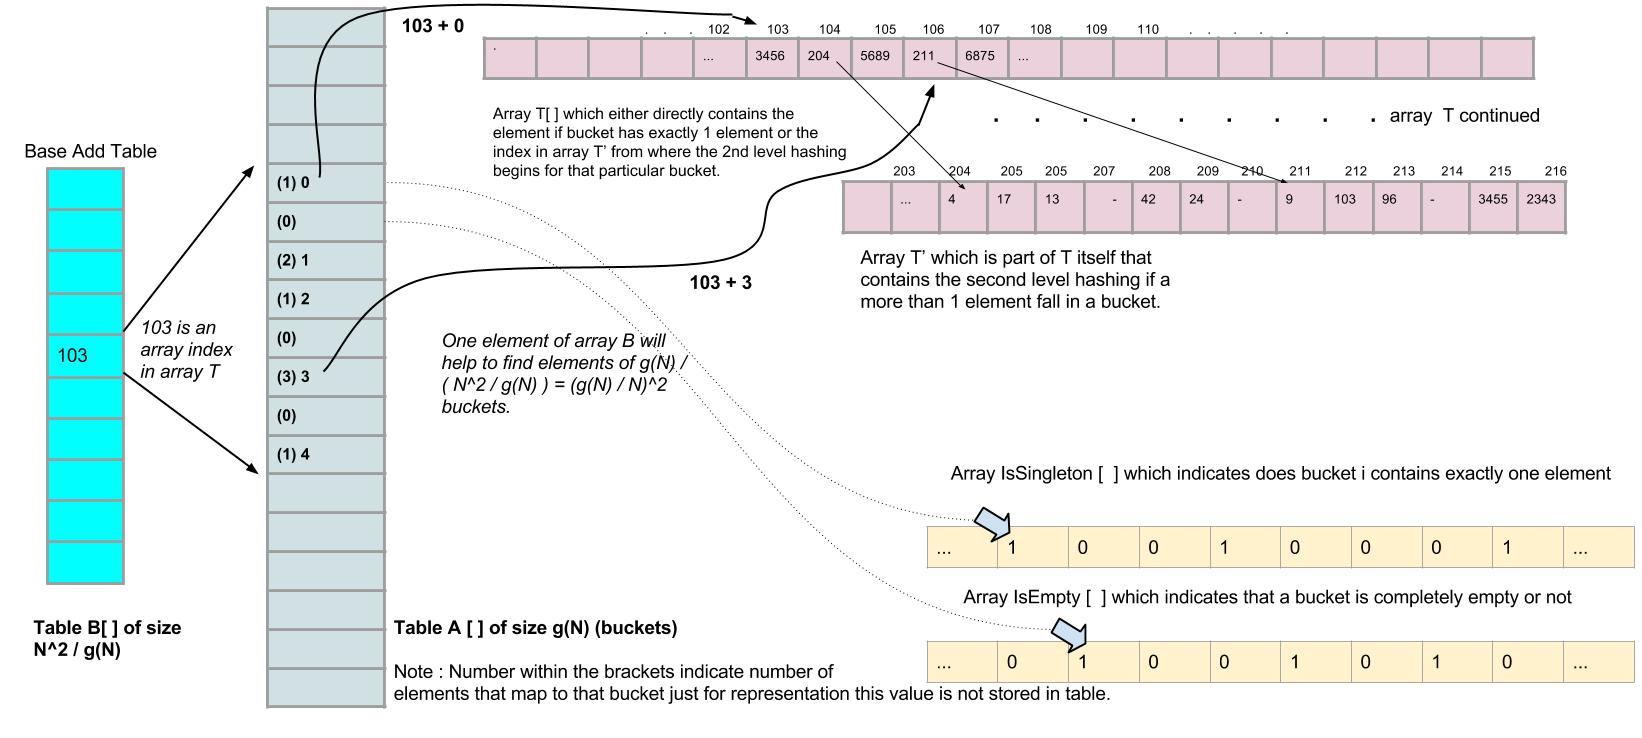 103 + 0
. . . 102 103 104 105 106 107 108 109 110 . . . . . .
. ... 3456 204 5689 211 6875 ...
Array T[ ] which either directly contains the
element if bucket has exactly 1 element or the
index in array T’ from where the 2nd level hashing
begins for that particular bucket.
. . . . . . . . . . array T continued
Base Add Table
103
103 is an
array index
in array T
(1) 0
(0)
(2) 1
(1) 2
(0)
(3) 3
(0)
(1) 4
203 204 205 205 207 208 209 210 211 212 213 214 215 216
... 4 17 13 - 42 24 - 9 103 96 - 3455 2343
Array T’ which is part of T itself that
contains the second level hashing if a
more than 1 element fall in a bucket.
103 + 3
One element of array B will
help to find elements of g(N) /
( N^2 / g(N) ) = (g(N) / N)^2
buckets.
Array IsSingleton [ ] which indicates does bucket i contains exactly one element
... 1 0 0 1 0 0 0 1 ...
Array IsEmpty [ ] which indicates that a bucket is completely empty or not
... 0 1 0 0 1 0 1 0 ...
Table B[ ] of size
N^2 / g(N)
Table A [ ] of size g(N) (buckets)
Note : Number within the brackets indicate number of
elements that map to that bucket just for representation this value is not stored in table.